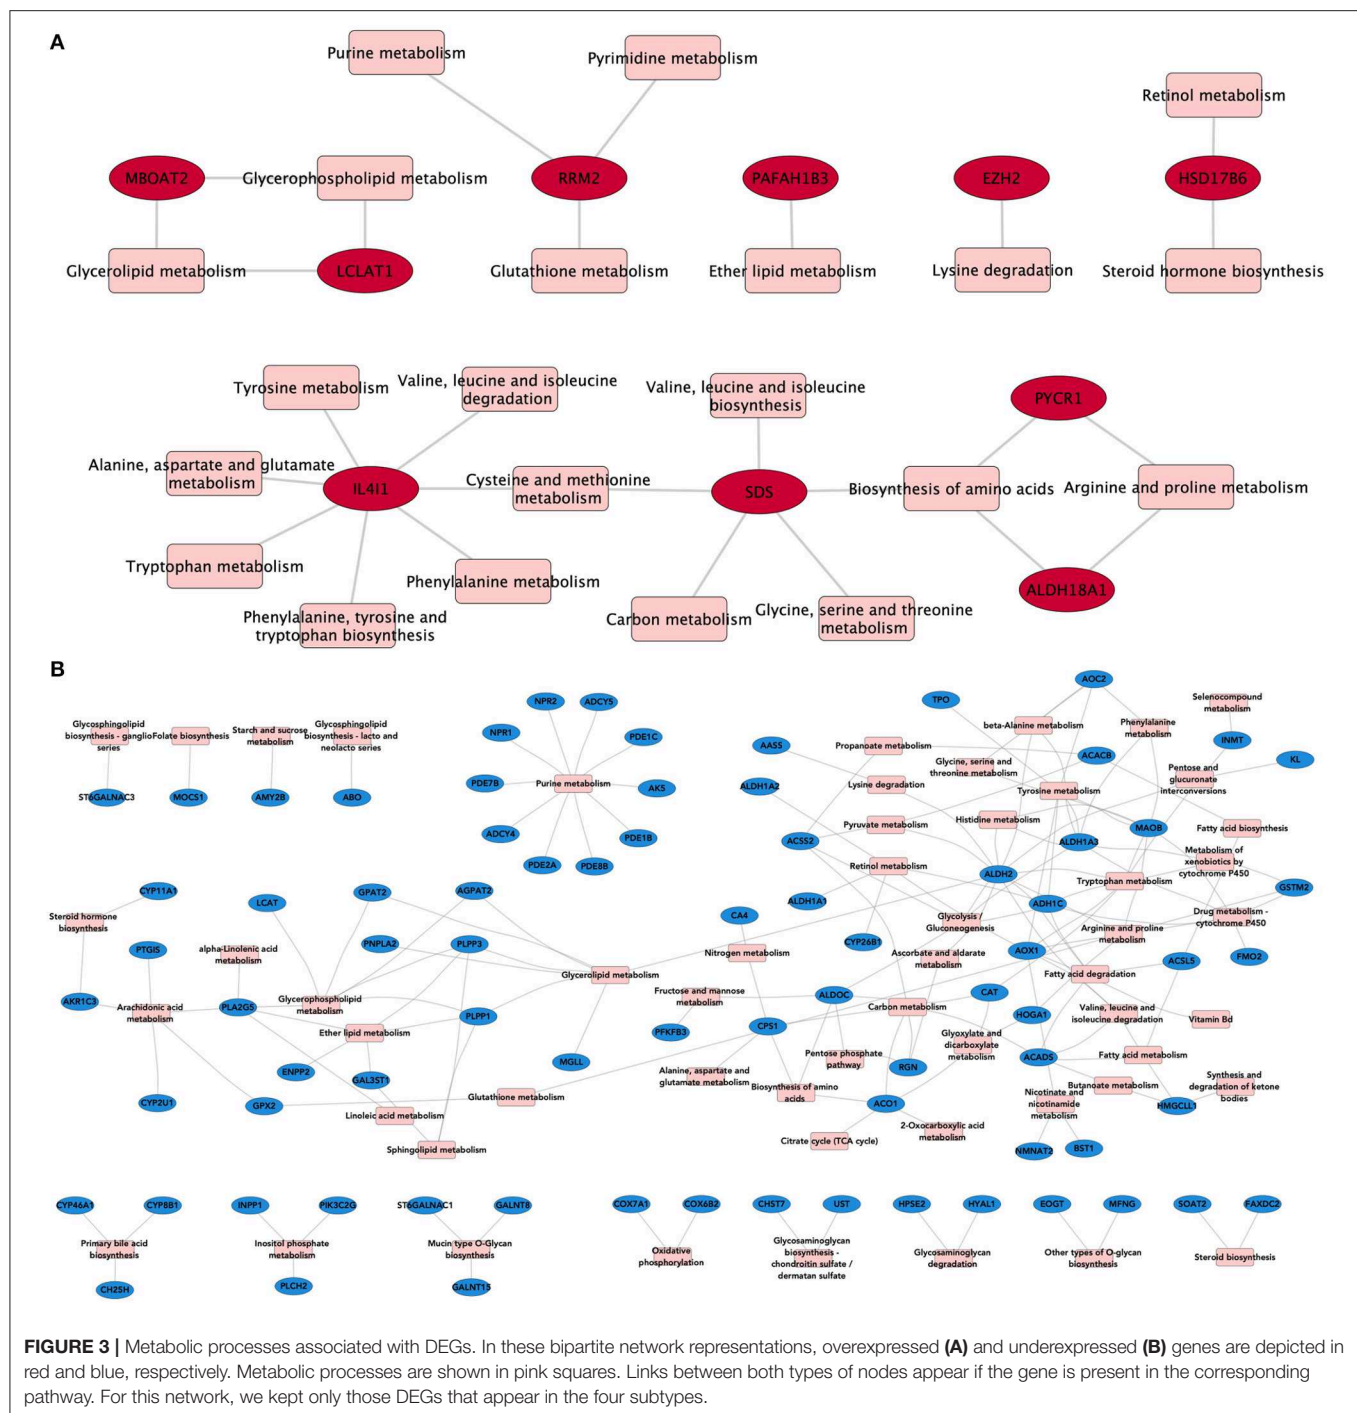 A
Purine metabolism
Pyrimidine metabolism
Retinol metabolism
MBOAT2
Glycerophospholipid metabolism
RRM2
PAFAH1B3
EZH2
HSD17B6
Glycerolipid metabolism
LCLAT1
Glutathione metabolism
Ether lipid metabolism
Lysine degradation
Steroid hormone biosynthesis
Tyrosine metabolism
Valine, leucine and isoleucine
degradation
Valine, leucine and isoleucine
biosynthesis
PYCR1
Alanine, aspartate and glutamate
metabolism
IL4I1
Cysteine and methionine
metabolism
SDS
Biosynthesis of amino acids
Arginine and proline metabolism
Tryptophan metabolism
Phenylalanine metabolism
ALDH18A1
Phenylalanine, tyrosine and
tryptophan biosynthesis
Carbon metabolism
Glycine, serine and threonine
metabolism
B
Glycosphingolipid
biosynthesis - ganglio
series
Folate biosynthesis
Starch and sucrose
metabolism
Glycosphingolipid
biosynthesis - lacto and
neolacto series
ST6GALNAC3
MOCS1
AMY2B
ABO
NPR2
ADCY5
NPR1
PDE1C
PDE7B
Purine metabolism
AK5
ADCY4
PDE1B
PDE2A
PDE8B
TPO
AOC2
Selenocompound
metabolism
beta-Alanine metabolism
Phenylalanine
metabolism
AASS
Propanoate metabolism
INMT
ACACB
KL
Glycine, serine and
threonine metabolism
Pentose and
glucuronate
interconversions
ALDH1A2
Lysine degradation
Tyrosine metabolism
Pyruvate metabolism
Histidine metabolism
MAOB
Fatty acid biosynthesis
ACSS2
ALDH1A3
Metabolism of
xenobiotics by
cytochrome P450
Retinol metabolism
ALDH2
Tryptophan metabolism
GSTM2
ALDH1A1
ADH1C
Glycolysis /
Gluconeogenesis
Drug metabolism -
cytochrome P450
CA4
CYP26B1
Arginine and proline
metabolism
AOX1
Nitrogen metabolism
Ascorbate and aldarate
metabolism
FMO2
ACSL5
Fatty acid degradation
CYP11A1
Steroid hormone
biosynthesis
LCAT
GPAT2
AGPAT2
PTGIS
alpha-Linolenic acid
metabolism
PNPLA2
PLPP3
Glycerolipid metabolism
AKR1C3
Arachidonic acid
metabolism
PLA2G5
Glycerophospholipid
metabolism
PLPP1
Ether lipid metabolism
ENPP2
GAL3ST1
MGLL
CYP2U1
GPX2
Glutathione metabolism
Linoleic acid metabolism
Sphingolipid metabolism
Fructose and mannose
metabolism
ALDOC
CAT
Carbon metabolism
HOGA1
Valine, leucine and
isoleucine degradation
Vitamin Bd
PFKFB3
CPS1
Glyoxylate and
dicarboxylate
metabolism
Pentose phosphate
pathway
RGN
ACADS
Fatty acid metabolism
Alanine, aspartate and
glutamate metabolism
Biosynthesis of amino
acids
Butanoate metabolism
Synthesis and
degradation of ketone
bodies
ACO1
Nicotinate and
nicotinamide
metabolism
HMGCLL1
Citrate cycle (TCA cycle)
2-Oxocarboxylic acid
metabolism
NMNAT2
BST1
CYP46A1
CYP8B1
Primary bile acid
biosynthesis
CH25H
INPP1
PIK3C2G
Inositol phosphate
metabolism
PLCH2
ST6GALNAC1
GALNT8
Mucin type O-Glycan
biosynthesis
GALNT15
COX7A1
COX6B2
Oxidative
phosphorylation
CHST7
UST
Glycosaminoglycan
biosynthesis -
chondroitin sulfate /
dermatan sulfate
HPSE2
HYAL1
Glycosaminoglycan
degradation
EOGT
MFNG
Other types of O-glycan
biosynthesis
SOAT2
FAXDC2
Steroid biosynthesis
FIGURE 3 | Metabolic processes associated with DEGs. In these bipartite network representations, overexpressed (A) and underexpressed (B) genes are depicted in
red and blue, respectively. Metabolic processes are shown in pink squares. Links between both types of nodes appear if the gene is present in the corresponding
pathway. For this network, we kept only those DEGs that appear in the four subtypes.